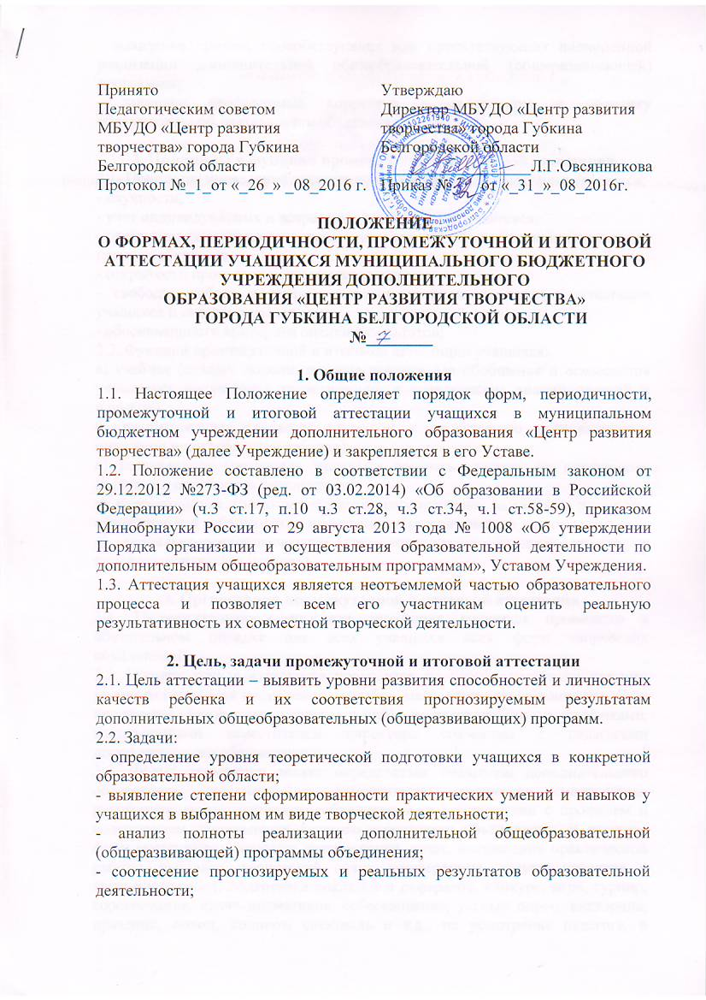 Принято
Педагогическим советом
МБУДО «Центр развития
творчества» города Губкина
Белгородской области
Протокол №_1_от «_26_» _08_2016 г.
Утверждаю
Директор МБУДО «Центр развития
творчества» города Губкина
Белгородской области
Л.Г.Овсянникова
Приказ № от «_31_»_08_2016г.
ПОЛОЖЕНИЕ
О ФОРМАХ, ПЕРИОДИЧНОСТИ, ПРОМЕЖУТОЧНОЙ И ИТОГОВОЙ
АТТЕСТАЦИИ УЧАЩИХСЯ МУНИЦИПАЛЬНОГО БЮДЖЕТНОГО
УЧРЕЖДЕНИЯ ДОПОЛНИТЕЛЬНОГО
ОБРАЗОВАНИЯ «ЦЕНТР РАЗВИТИЯ ТВОРЧЕСТВА»
ГОРОДА ГУБКИНА БЕЛГОРОДСКОЙ ОБЛАСТИ
№ 7
1. Общие положения
1.1. Настоящее Положение определяет порядок форм, периодичности,
промежуточной и итоговой аттестации учащихся в муниципальном
бюджетном учреждении дополнительного образования «Центр развития
творчества» (далее Учреждение) и закрепляется в его Уставе.
1.2. Положение составлено в соответствии с Федеральным законом от
29.12.2012 №273-ФЗ (ред. от 03.02.2014) «Об образовании в Российской
Федерации» (ч.3 ст.17, п.10 ч.3 ст.28, ч.3 ст.34, ч.1 ст.58-59), приказом
Минобрнауки России от 29 августа 2013 года № 1008 «Об утверждении
Порядка организации и осуществления образовательной деятельности по
дополнительным общеобразовательным программам», Уставом Учреждения.
1.3. Аттестация учащихся является неотъемлемой частью образовательного
процесса и позволяет всем его участникам оценить реальную
результативность их совместной творческой деятельности.
2. Цель, задачи промежуточной и итоговой аттестации
2.1. Цель аттестации – выявить уровни развития способностей и личностных
качеств ребенка и их соответствия прогнозируемым результатам
дополнительных общеобразовательных (общеразвивающих) программ.
2.2. Задачи:
- определение уровня теоретической подготовки учащихся в конкретной
образовательной области;
- выявление степени сформированности практических умений и навыков у
учащихся в выбранном им виде творческой деятельности;
- анализ полноты реализации дополнительной общеобразовательной
(общеразвивающей) программы объединения;
- соотнесение прогнозируемых и реальных результатов образовательной
деятельности;